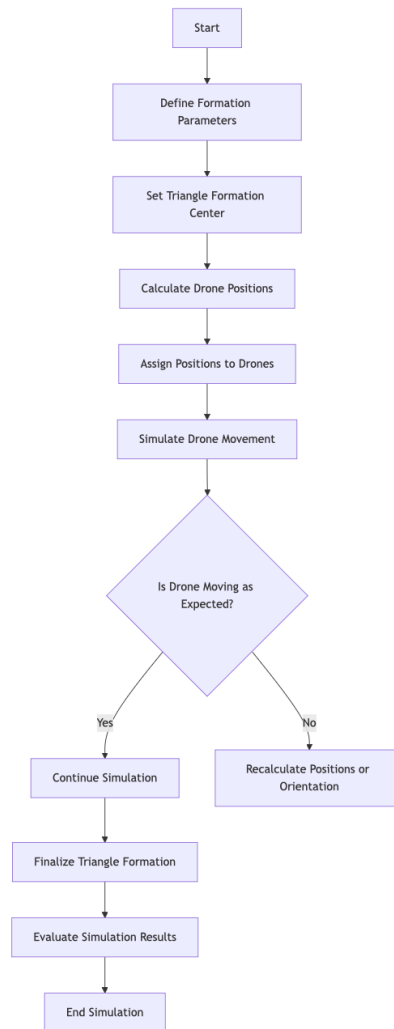 Start
Define Formation
Parameters
Set Triangle Formation
Center
Calculate Drone Positions
Assign Positions to Drones
Simulate Drone Movement
Is Drone Moving as
Expected?
Yes
No
Continue Simulation
Recalculate Positions or
Orientation
Finalize Triangle Formation
Evaluate Simulation Results
End Simulation